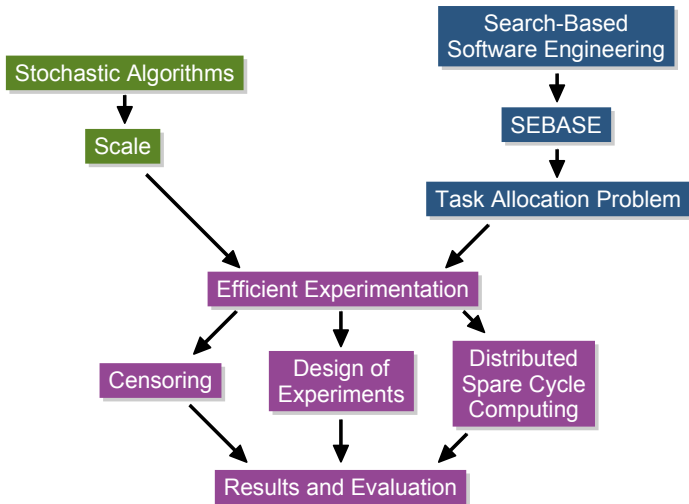 Search-Based
Software Engineering
Stochastic Algorithms
SEBASE
Scale
Task Allocation Problem
Efficient Experimentation
Censoring
Design of
Experiments
Distributed
Spare Cycle
Computing
Results and Evaluation